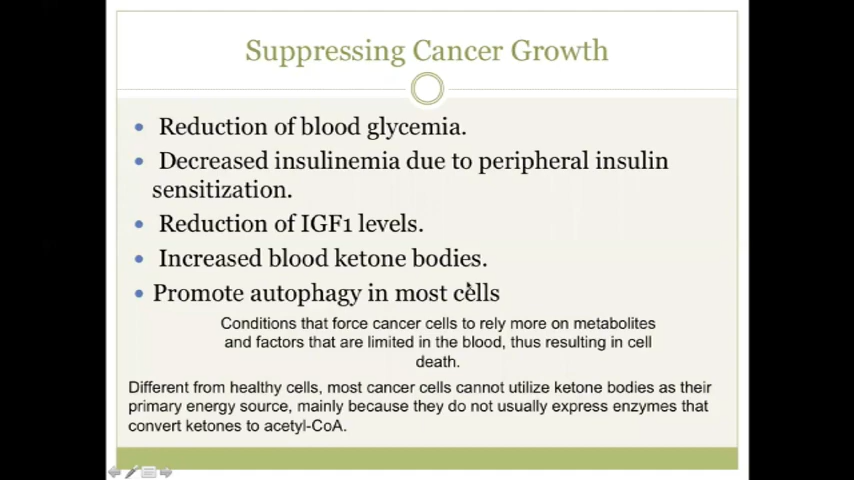 Suppressing Cancer Growth
• Reduction of blood glycemia.
• Decreased insulinemia due to peripheral insulin
sensitization.
• Reduction of IGF1 levels.
• Increased blood ketone bodies.
• Promote autophagy in most cells
Conditions that force cancer cells to rely more on metabolites
and factors that are limited in the blood, thus resulting in cell
death.
Different from healthy cells, most cancer cells cannot utilize ketone bodies as their
primary energy source, mainly because they do not usually express enzymes that
convert ketones to acetyl-CoA.